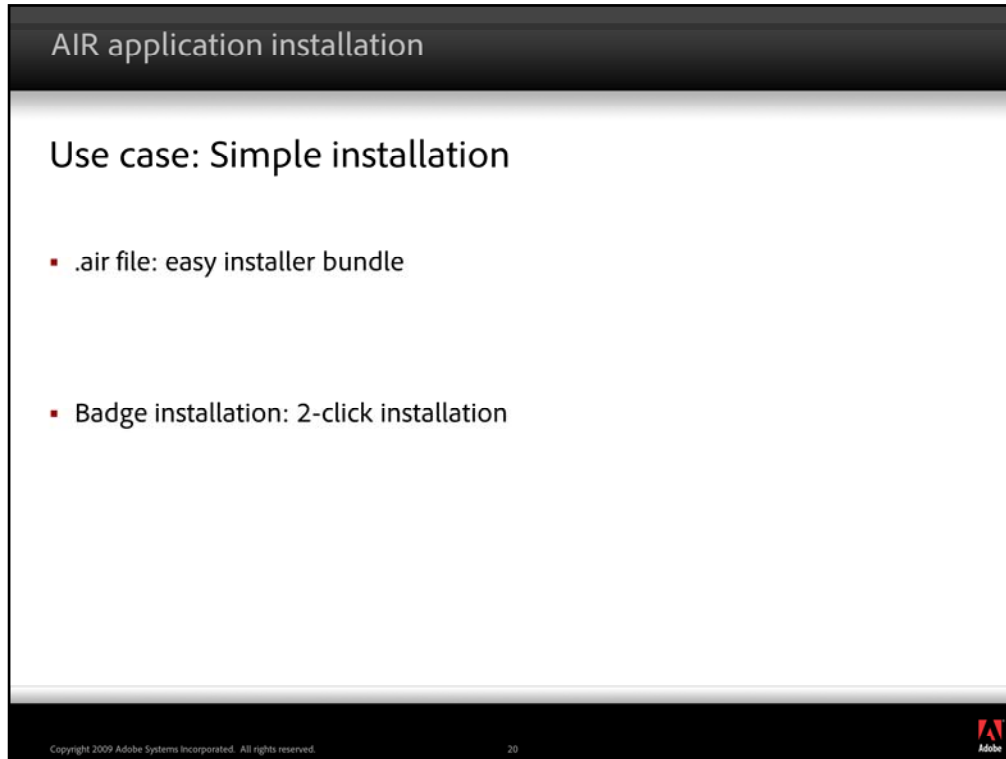 AIR application installation
Use case: Simple installation
▪ .air file: easy installer bundle
▪ Badge installation: 2-click installation
Copyright 2009 Adobe Systems Incorporated. All rights reserved.
20
Adobe